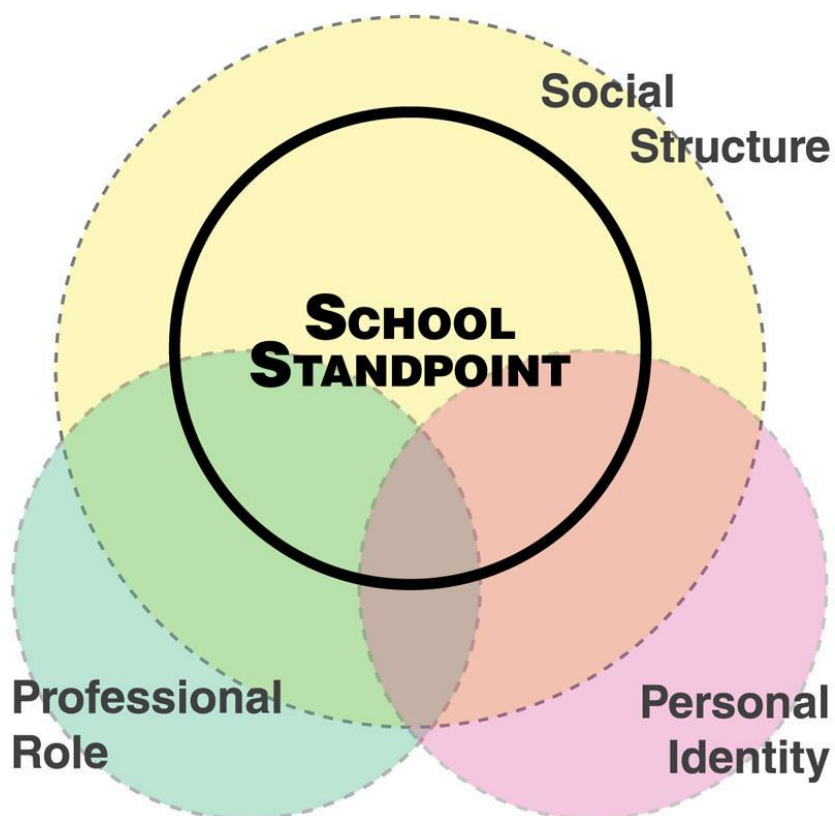 Social
Structure
SCHOOL
STANDPOINT
Professional
Role
Personal
Identity